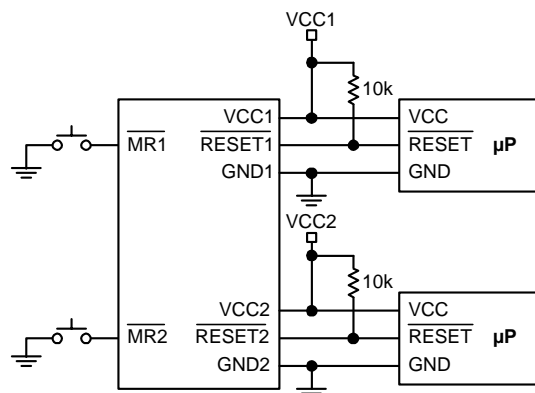 VCC1
10k
VCC1
VCC
MR1
RESET1
RESET
µP
GND1
GND
VCC2
10k
VCC2
VCC
MR2
RESET2
RESET
µP
GND2
GND